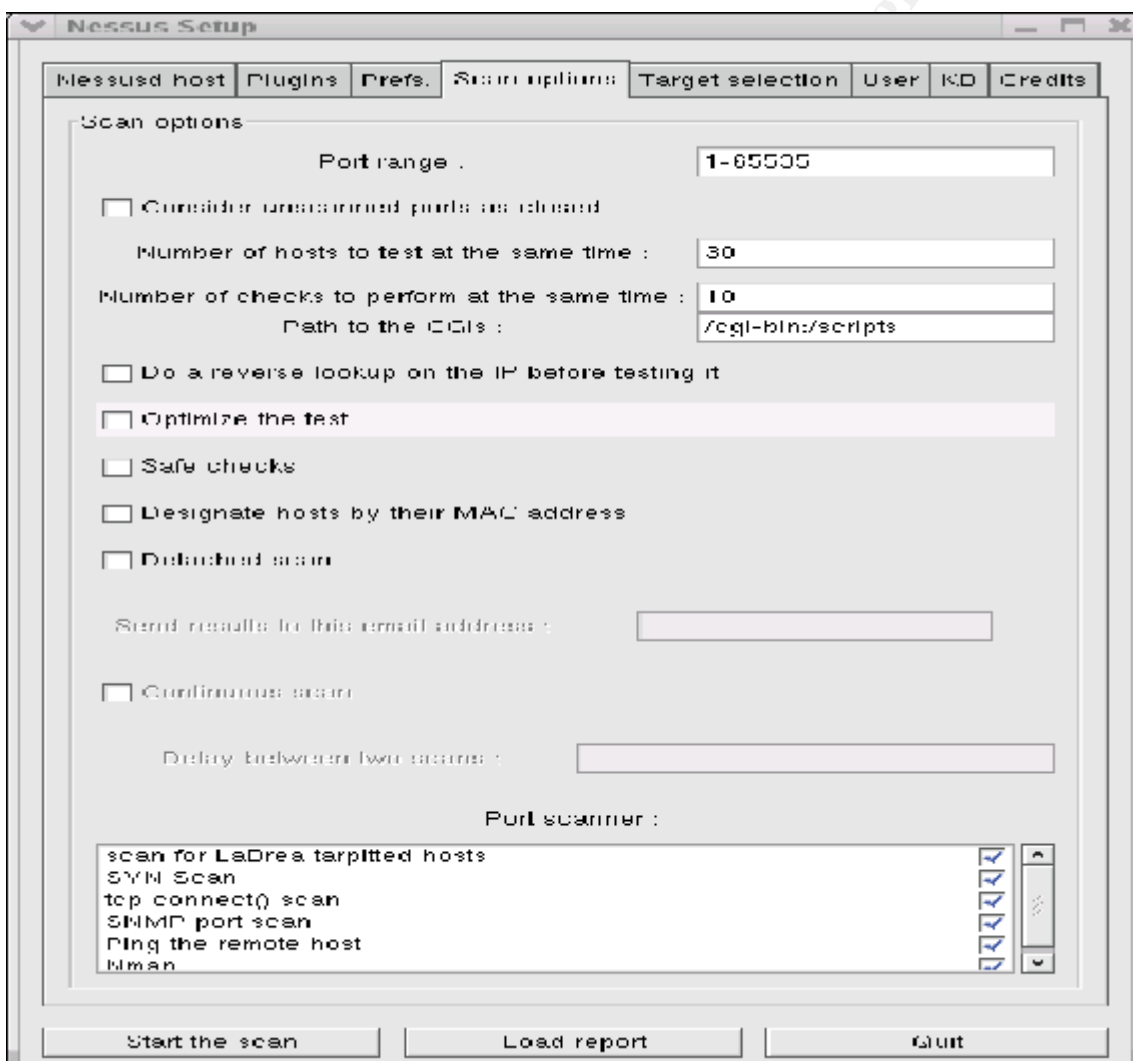 Nessus Setup
Nessusd host Plugins Prefs. Scan options Target selection User KB Credits
Scan options
Port range : 1-65535
Consider unscanned ports as closed
Number of hosts to test at the same time : 30
Number of checks to perform at the same time : 10
Path to the CGIs : /cgi-bin:/scripts
Do a reverse lookup on the IP before testing it
Optimize the test
Safe checks
Designate hosts by their MAC address
Detached scan
Send results to this email address :
Continuous scan
Delay between two scans :
Port scanner :
scan for LaBrea tarpitted hosts
SYN Scan
tcp connect() scan
SNMP port scan
Ping the remote host
Nmap
Start the scan Load report Quit